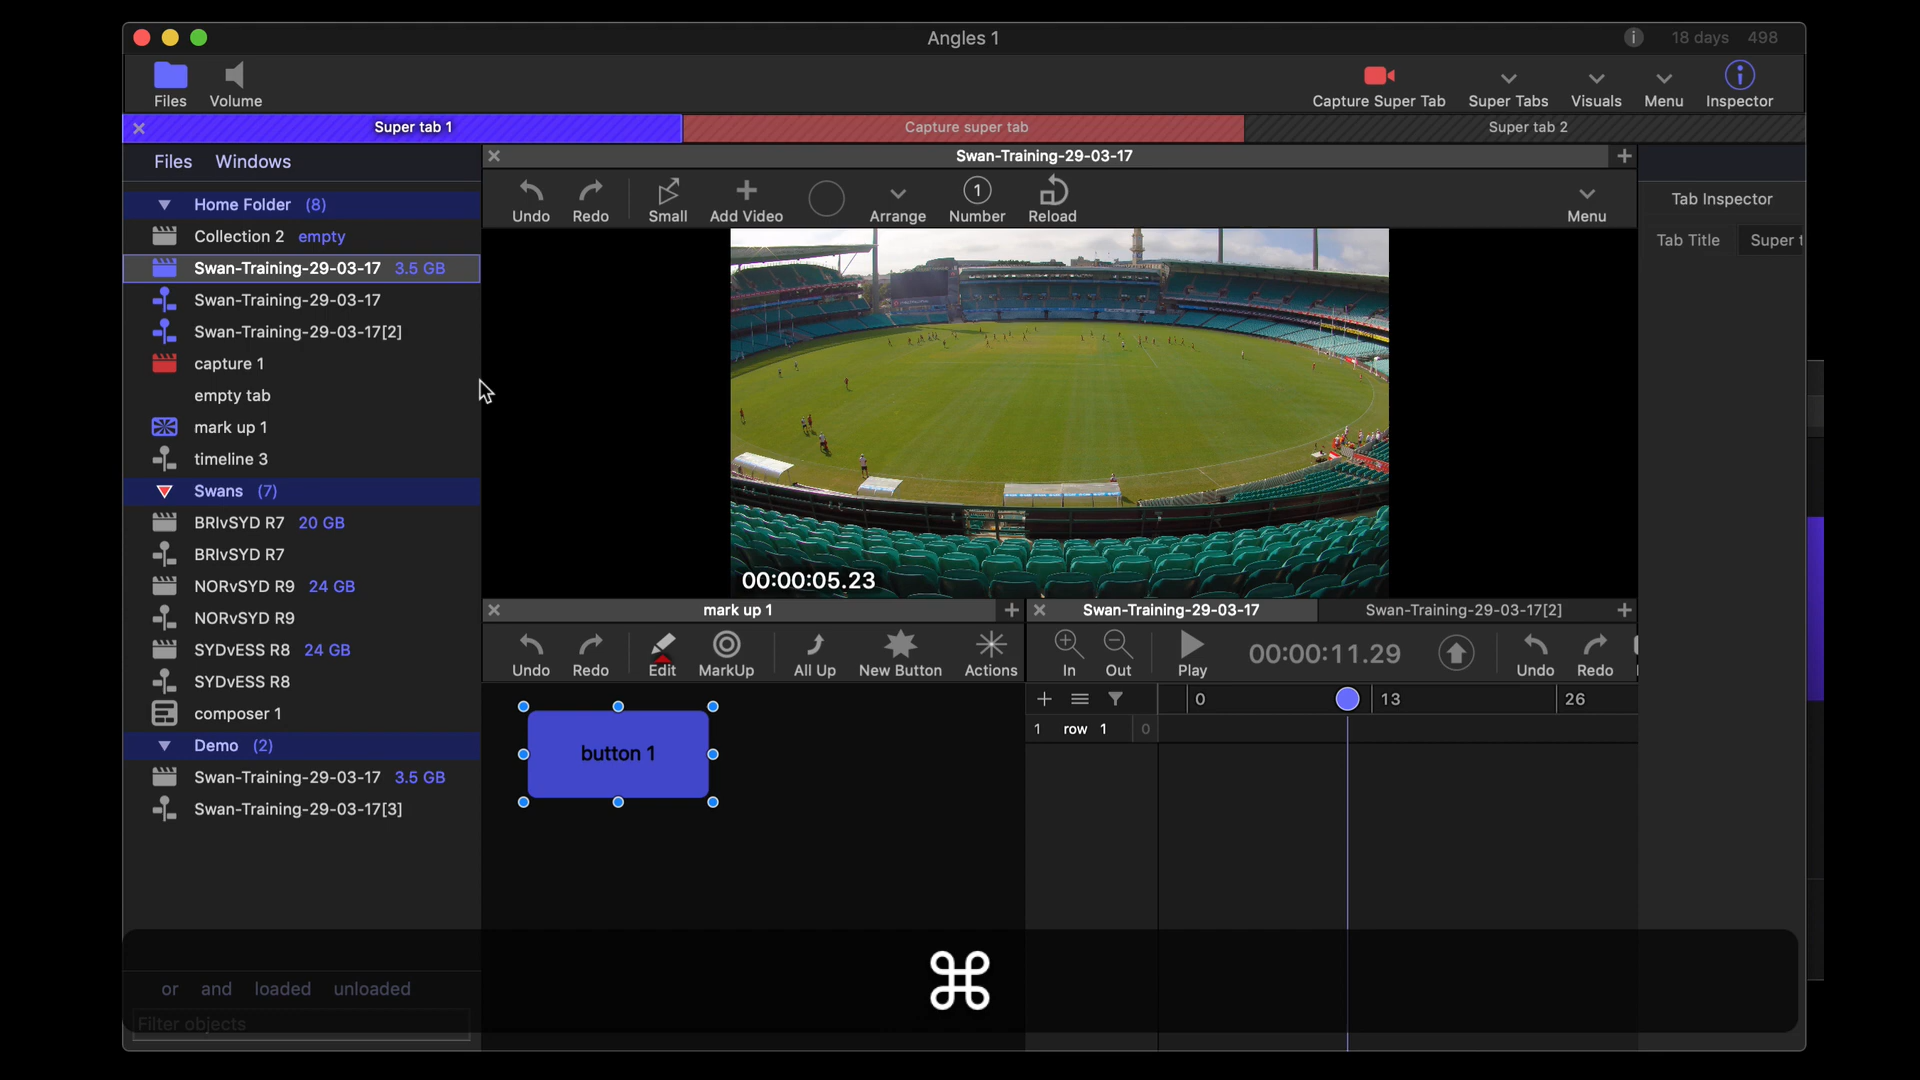 Angles 1
18 days 498
Files Volume
Capture Super Tab Super Tabs Visuals Menu Inspector
Super tab 1 Capture super tab Super tab 2
Files Windows
Swan-Training-29-03-17
Tab Inspector
Tab Title Super t
Undo Redo Small Add Video Arrange 1 Number Reload Menu
Home Folder (8)
Collection 2 empty
Swan-Training-29-03-17 3.5 GB
Swan-Training-29-03-17
Swan-Training-29-03-17[2]
capture 1
empty tab
mark up 1
timeline 3
Swans (7)
BRIvSYD R7 20 GB
BRIvSYD R7
NORvSYD R9 24 GB
NORvSYD R9
SYDvESS R8 24 GB
SYDvESS R8
composer 1
Demo (2)
Swan-Training-29-03-17 3.5 GB
Swan-Training-29-03-17[3]
or and loaded unloaded
Filter objects
00:00:05.23
mark up 1
Undo Redo Edit MarkUp All Up New Button Actions
button 1
Swan-Training-29-03-17 Swan-Training-29-03-17[2]
In Out Play 00:00:11.29 Undo Redo
0 13 26
1 row 1 0